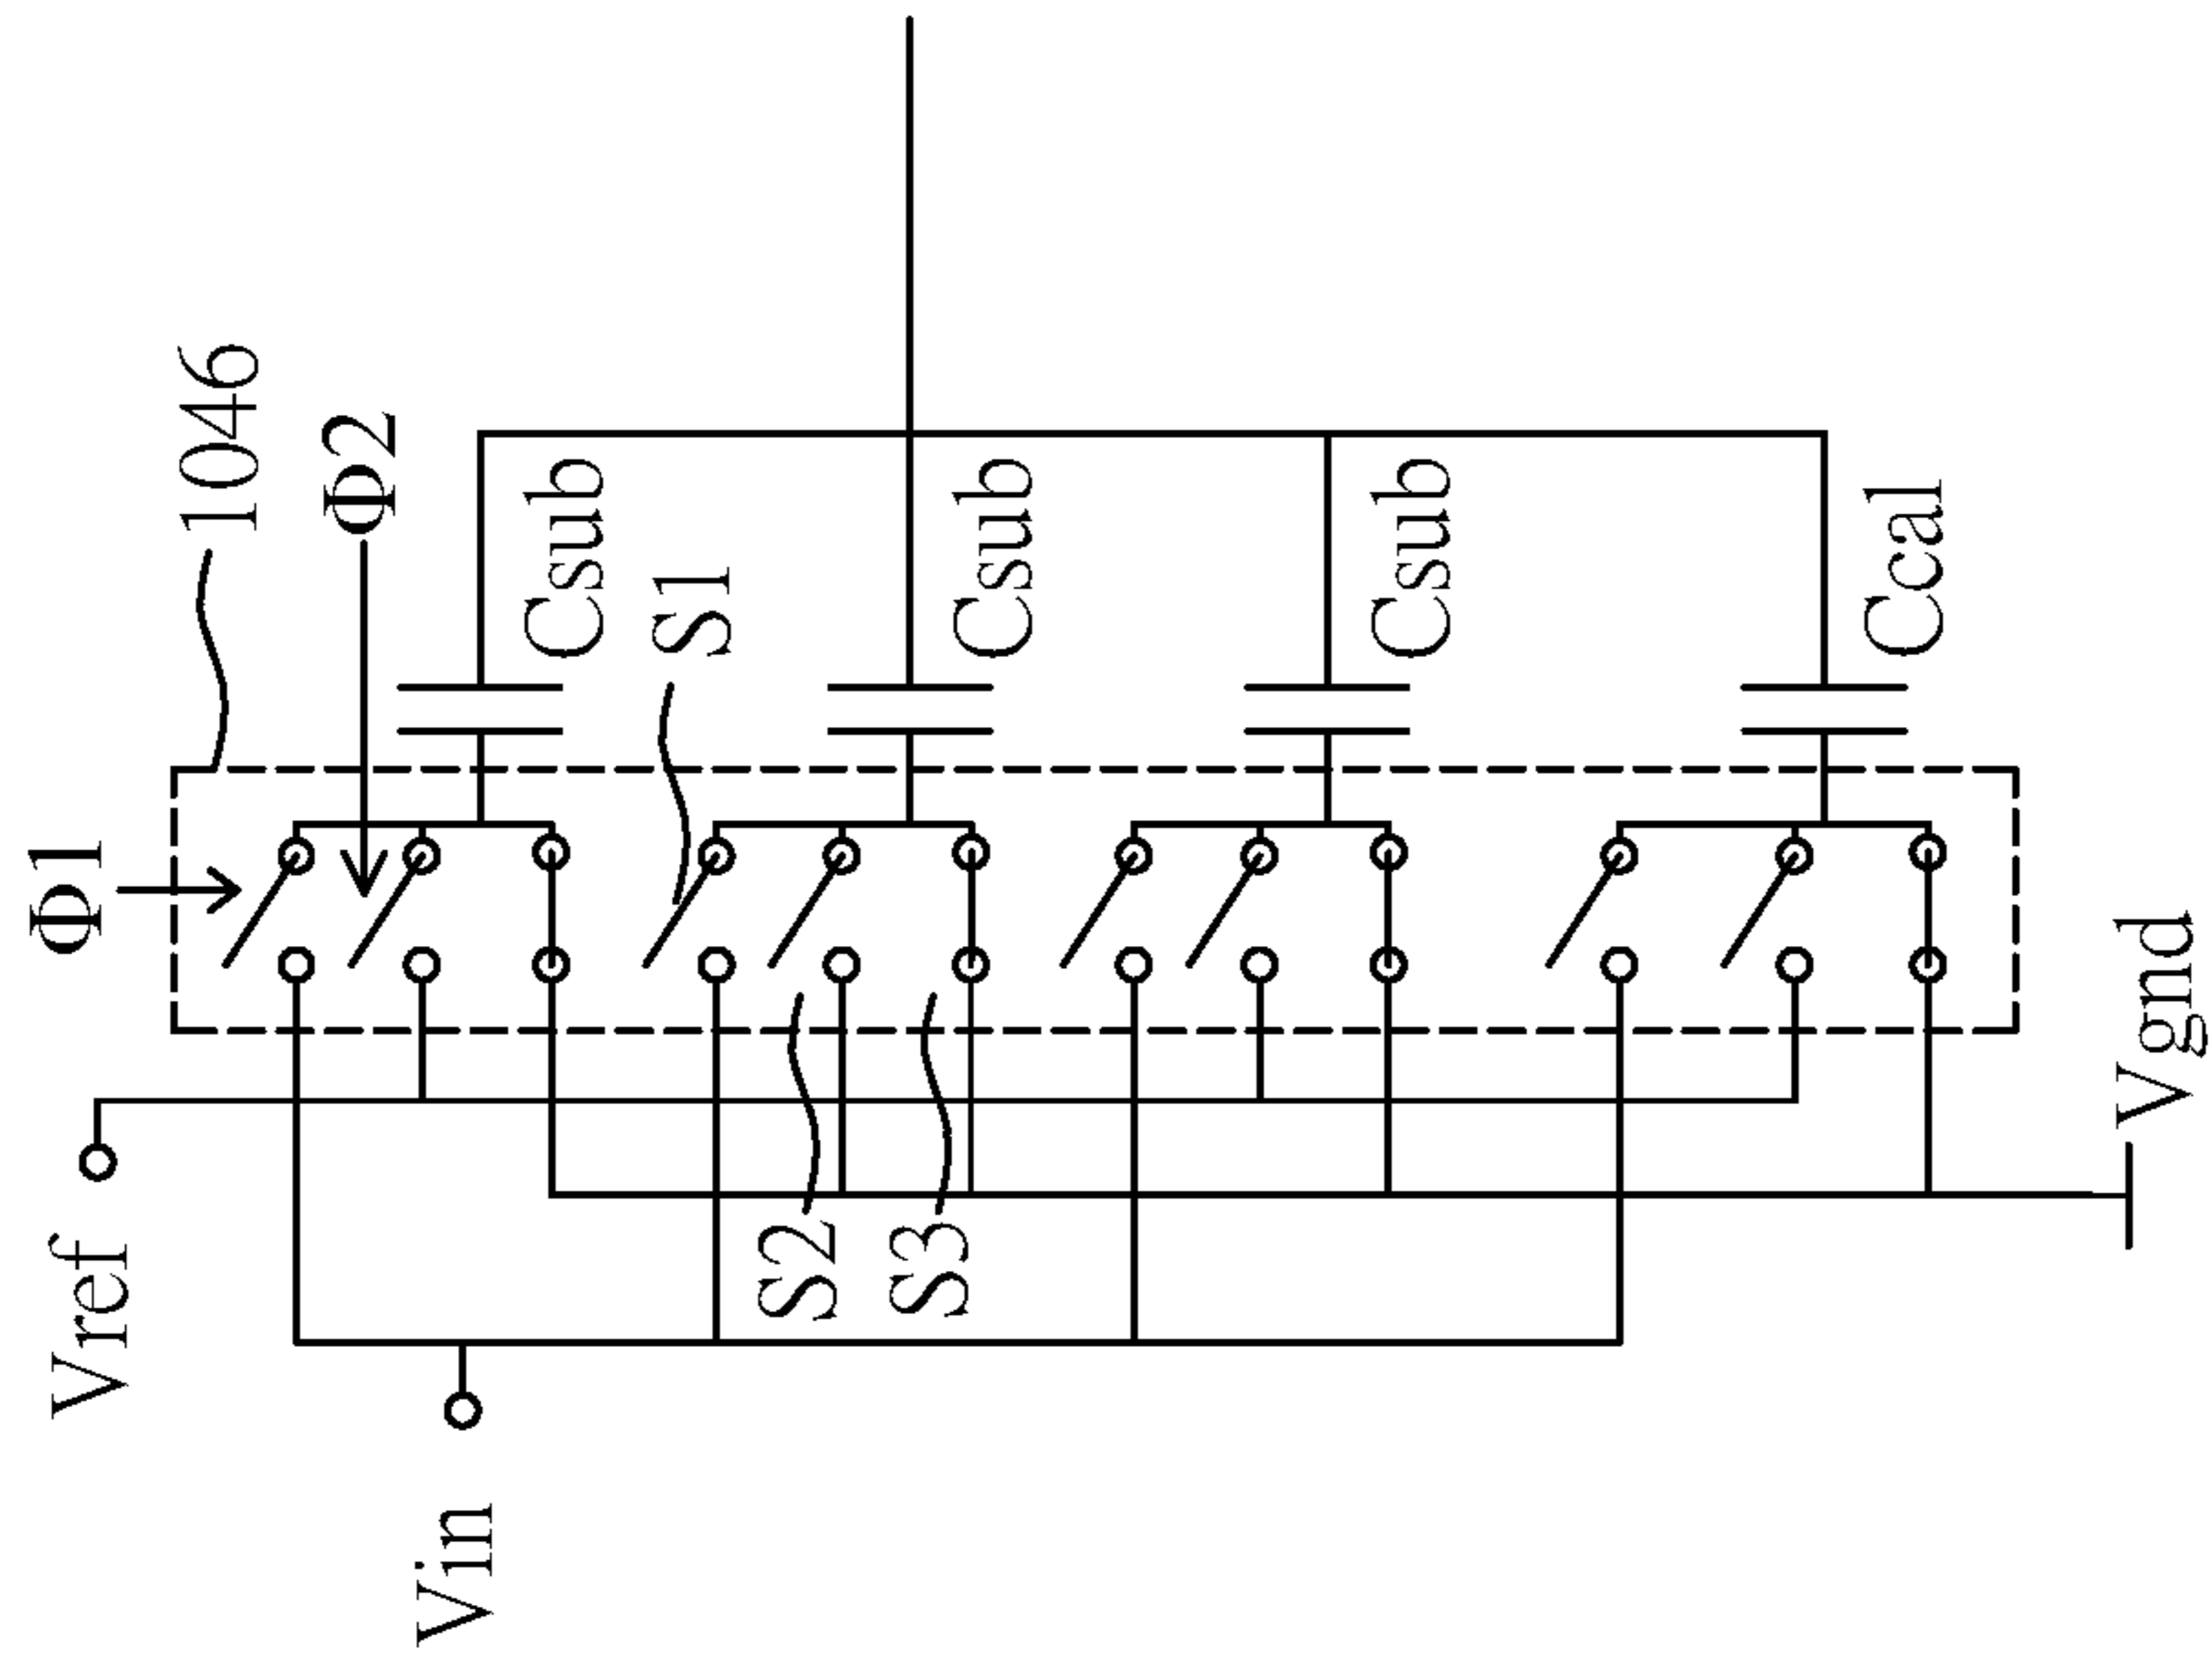 1046
Φ1
Φ2
Csub
S1
Csub
Csub
Ccal
Vref
Vin
S2
S3
Vgnd